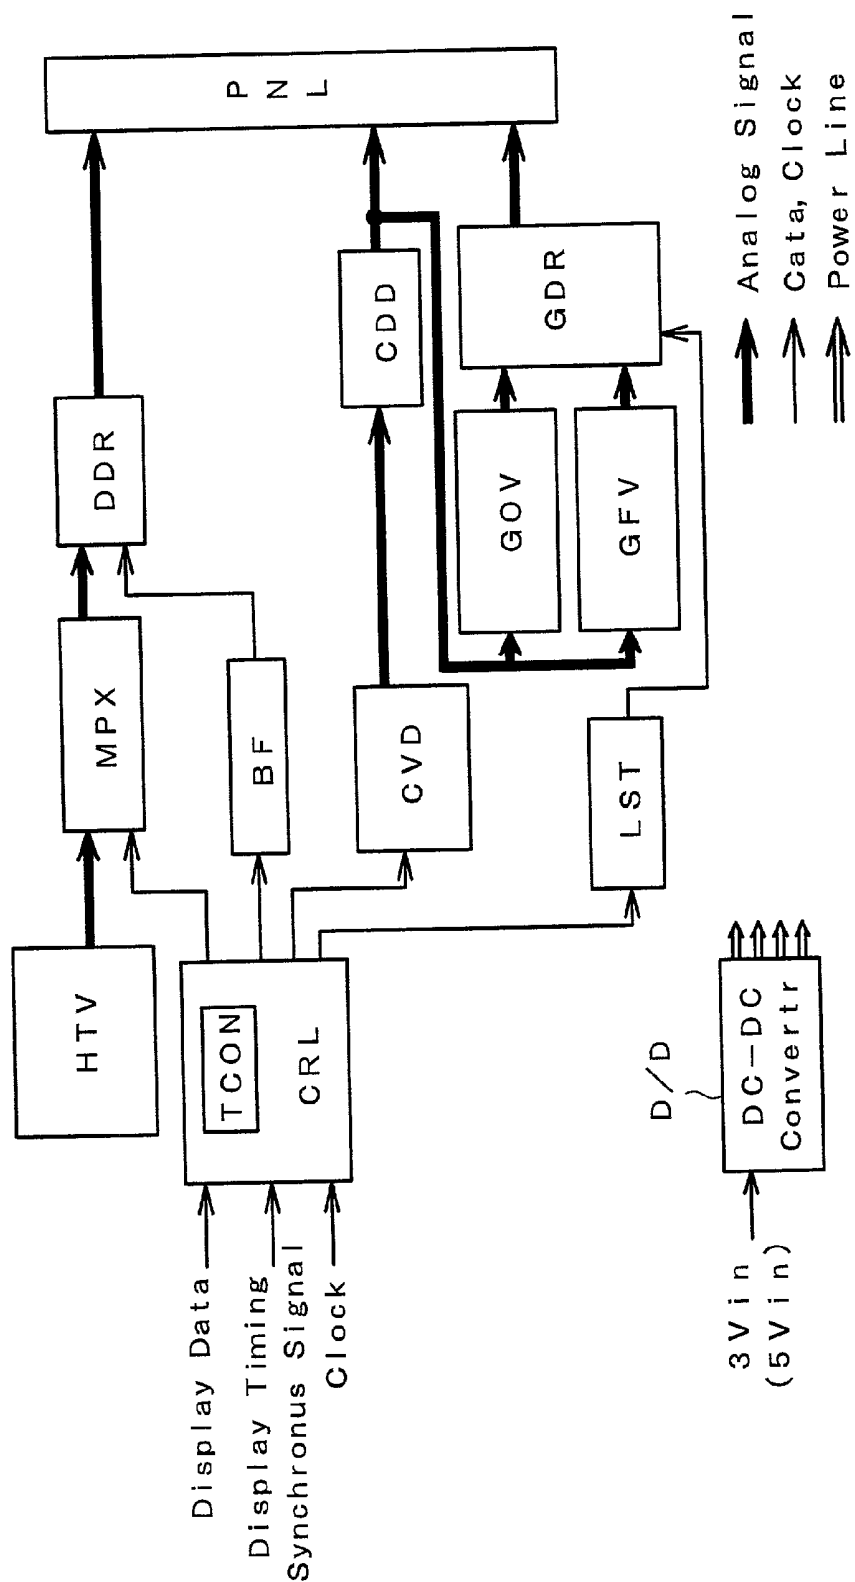 HTV
MPX
DDR
PNL
TCON
CRL
BF
CVD
CDD
GOV
GFV
GDR
LST
Display Data
Display Timing
Synchronus Signal
Clock
D/D
DC-DC
Convertr
3Vin
(5Vin)
Analog Signal
Cata, Clock
Power Line